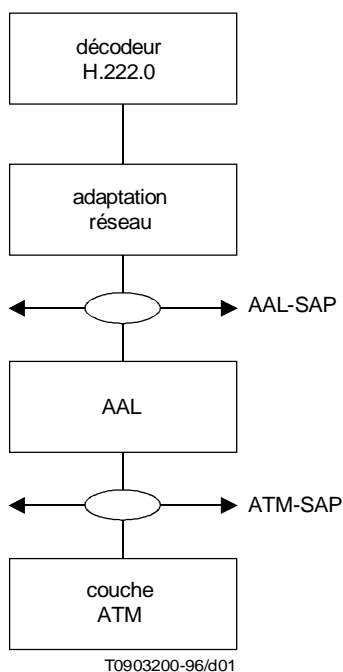 décodeur
H.222.0
adaptation
réseau
AAL-SAP
AAL
ATM-SAP
couche
ATM
T0903200-96/d01